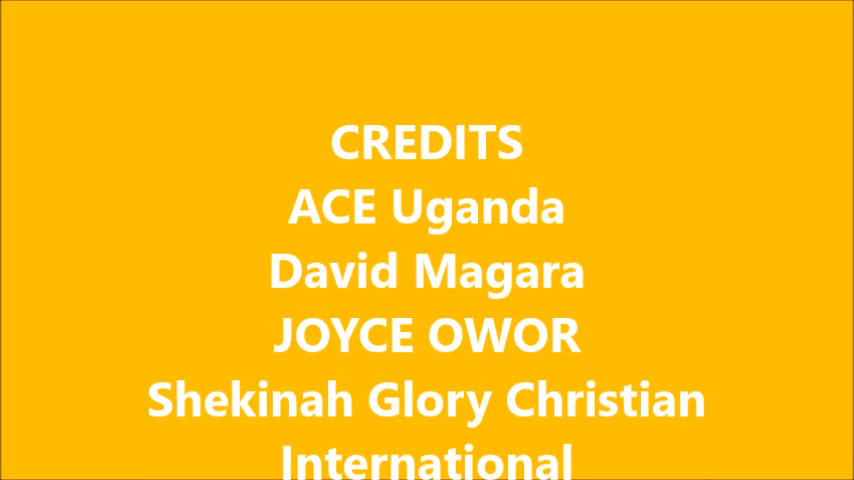 CREDITS
ACE Uganda
David Magara
JOYCE OWOR
Shekinah Glory Christian
International